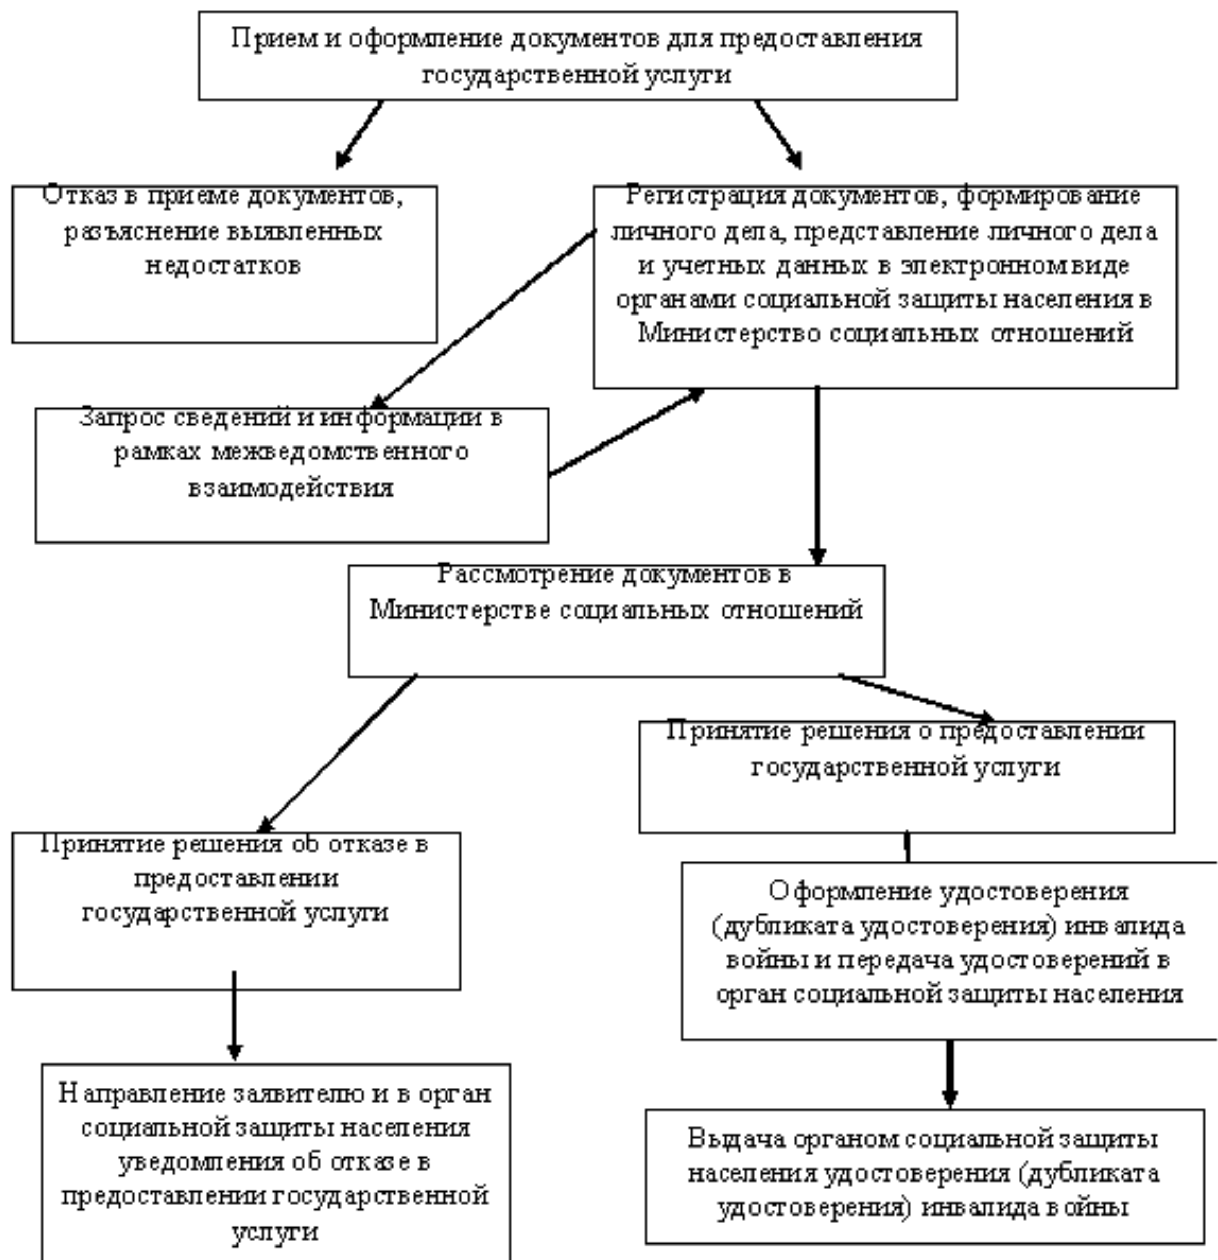 Прием и оформление документов для предоставления
государственной услуги
Отказ в приеме документов,
разъяснение выявленных
недостатков
Регистрация документов, формирование
личного дела, представление личного дела
и учетных данных в электронном виде
органами социальной защиты населения в
Министерство социальных отношений
Запрос сведений и информации в
рамках межведомственного
взаимодействия
Рассмотрение документов в
Министерстве социальных отношений
Принятие решения о предоставлении
государственной услуги
Принятие решения об отказе в
предоставлении
государственной услуги
Оформление удостоверения
(дубликата удостоверения) инвалида
войны и передача удостоверений в
орган социальной защиты населения
Направление заявителю и в орган
социальной защиты населения
уведомления об отказе в
предоставлении государственной
услуги
Выдача органом социальной защиты
населения удостоверения (дубликата
удостоверения) инвалида войны